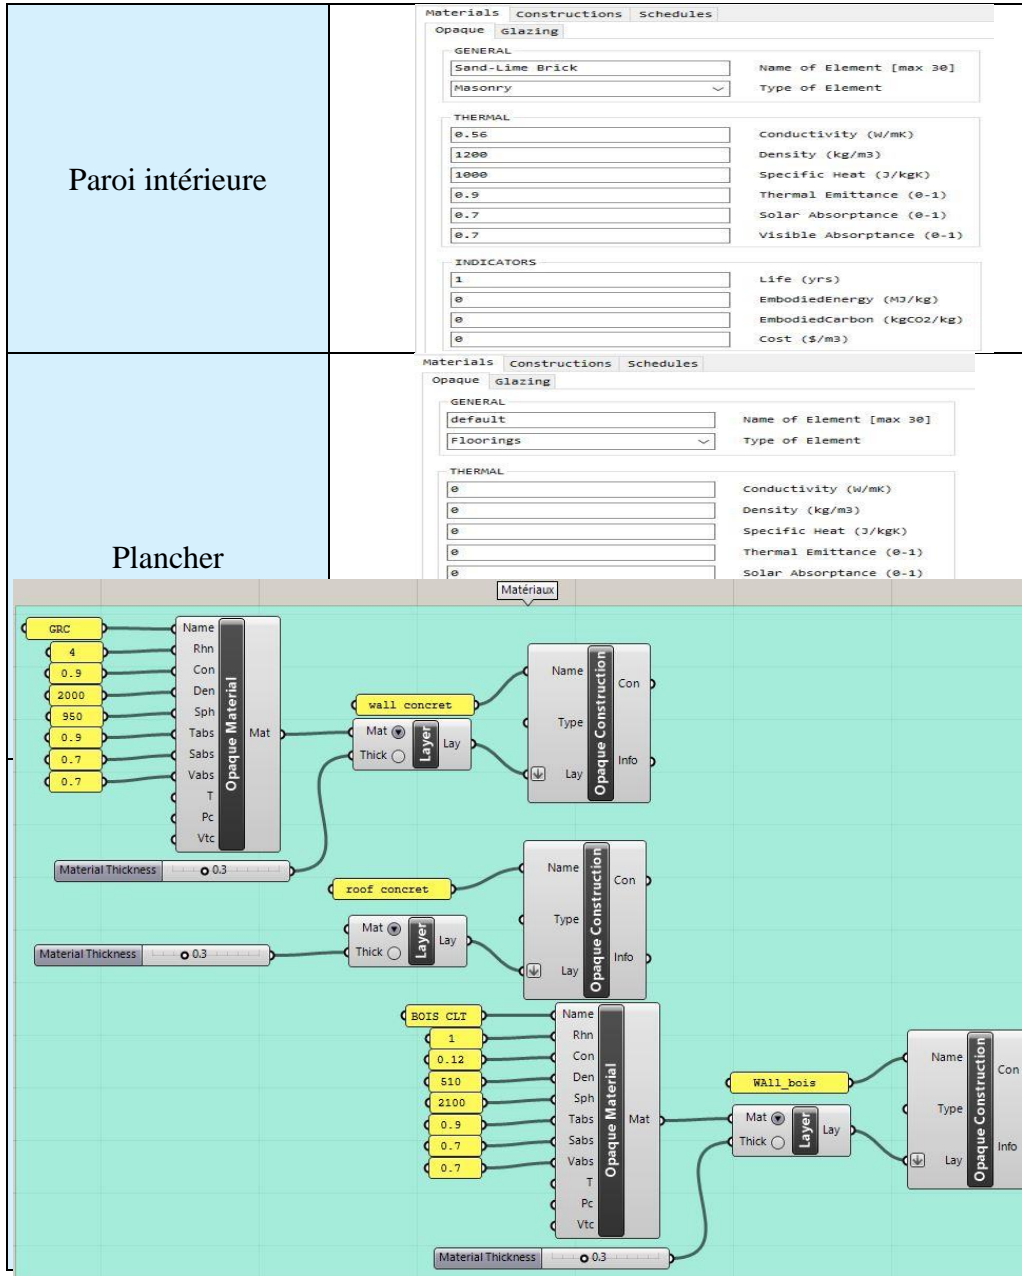 Paroi intérieure
Materials Constructions Schedules
Opaque Glazing
GENERAL
Sand-Lime Brick Name of Element [max 30]
Masonry Type of Element
THERMAL
0.56 Conductivity (W/mK)
1200 Density (kg/m3)
1000 Specific Heat (J/kgK)
0.9 Thermal Emittance (0-1)
0.7 Solar Absorptance (0-1)
0.7 Visible Absorptance (0-1)
INDICATORS
1 Life (yrs)
0 EmbodiedEnergy (MJ/kg)
0 EmbodiedCarbon (kgCO2/kg)
0 Cost ($/m3)
Plancher
Materials Constructions Schedules
Opaque Glazing
GENERAL
default Name of Element [max 30]
Floorings Type of Element
THERMAL
0 Conductivity (W/mK)
0 Density (kg/m3)
0 Specific Heat (J/kgK)
0 Thermal Emittance (0-1)
0 Solar Absorptance (0-1)
Matériaux
GRC Name
4 Rhn
0.9 Con
2000 Den
950 Sph
0.9 Tabs
0.7 Sabs
0.7 Vabs
T
Pc
Vtc
Opaque Material
Mat
Material Thickness 0.3
wall concret
Mat
Thick
Layer
Lay
Name
Type
Lay
Opaque Construction
Con
Info
roof concret
Material Thickness 0.3
Mat
Thick
Layer
Lay
Name
Type
Lay
Opaque Construction
Con
Info
BOIS CLT Name
1 Rhn
0.12 Con
510 Den
2100 Sph
0.9 Tabs
0.7 Sabs
0.7 Vabs
T
Pc
Vtc
Opaque Material
Mat
Material Thickness 0.3
WAll_bois
Mat
Thick
Layer
Lay
Name
Type
Lay
Opaque Construction
Con
Info